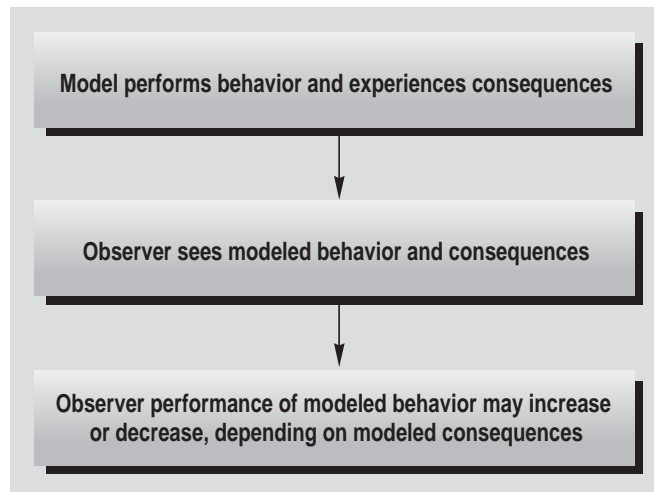 Model performs behavior and experiences consequences
Observer sees modeled behavior and consequences
Observer performance of modeled behavior may increase
or decrease, depending on modeled consequences